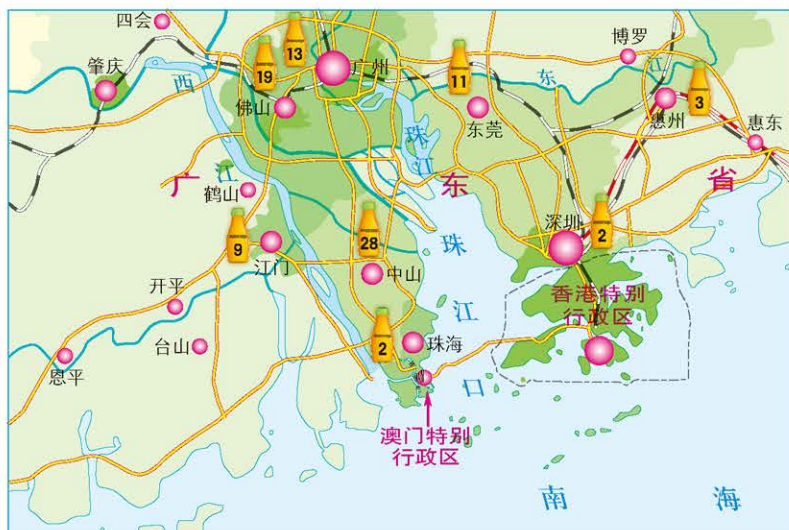 四会
13
广州
博罗
肇庆
西
19
11
东
江
佛山
东莞
惠州
3
惠东
珠
江
广
江
东
省
鹤山
深圳
2
9
江门
28
中山
珠
江
口
开平
香港特别
行政区
台山
2
珠海
恩平
澳门特别
行政区
南
海